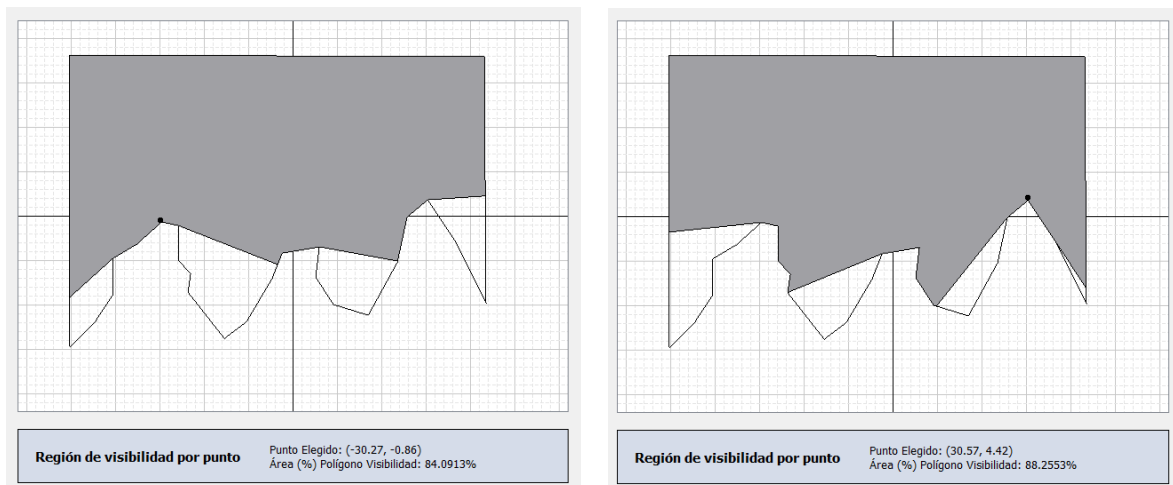 Región de visibilidad por punto
Punto Elegido: (-30.27, -0.86)
Área (%) Polígono Visibilidad: 84.0913%
Región de visibilidad por punto
Punto Elegido: (30.57, 4.42)
Área (%) Polígono Visibilidad: 88.2553%